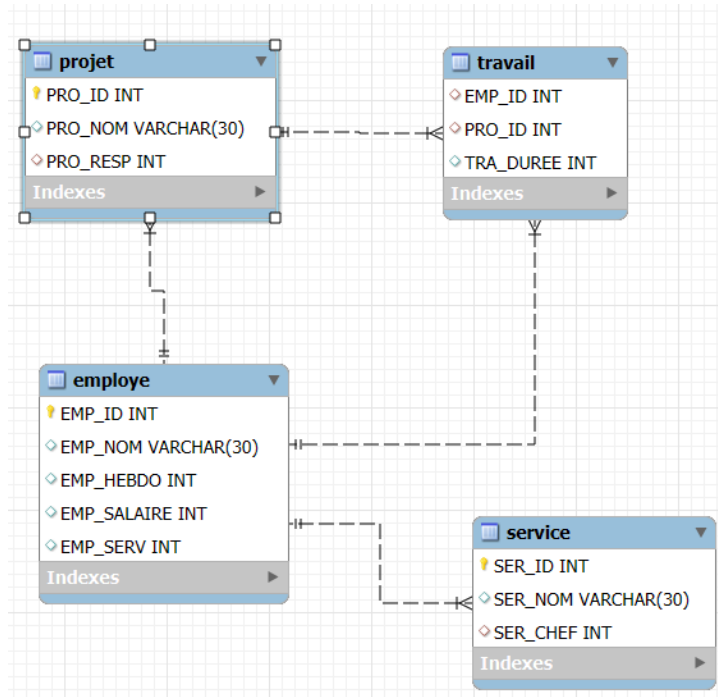 projet
PRO_ID INT
PRO_NOM VARCHAR(30)
PRO_RESP INT
Indexes
travail
EMP_ID INT
PRO_ID INT
TRA_DUREE INT
Indexes
employe
EMP_ID INT
EMP_NOM VARCHAR(30)
EMP_HEBDO INT
EMP_SALAIRE INT
EMP_SERV INT
Indexes
service
SER_ID INT
SER_NOM VARCHAR(30)
SER_CHEF INT
Indexes